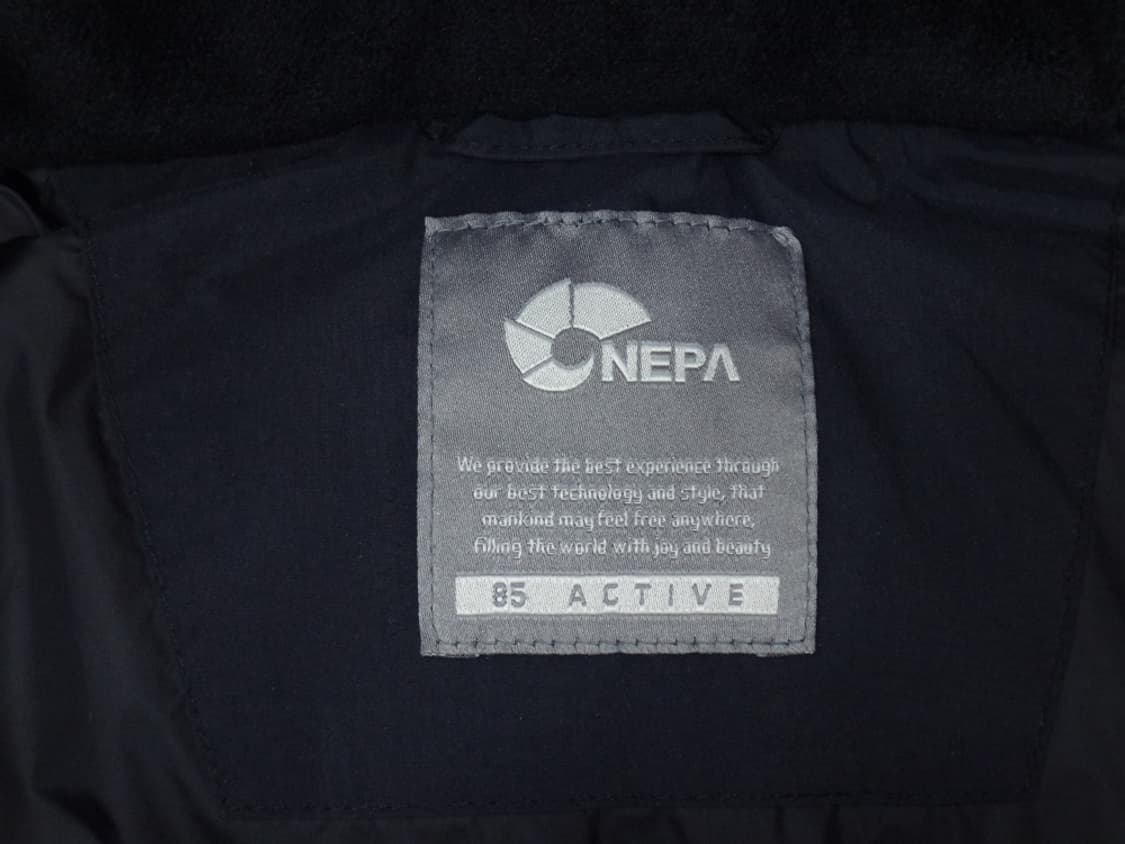 NEPA
We provide the best experience through
our best technology and style, that
mankind may feel free anywhere,
filling the world with joy and beauty
85 ACTIVE